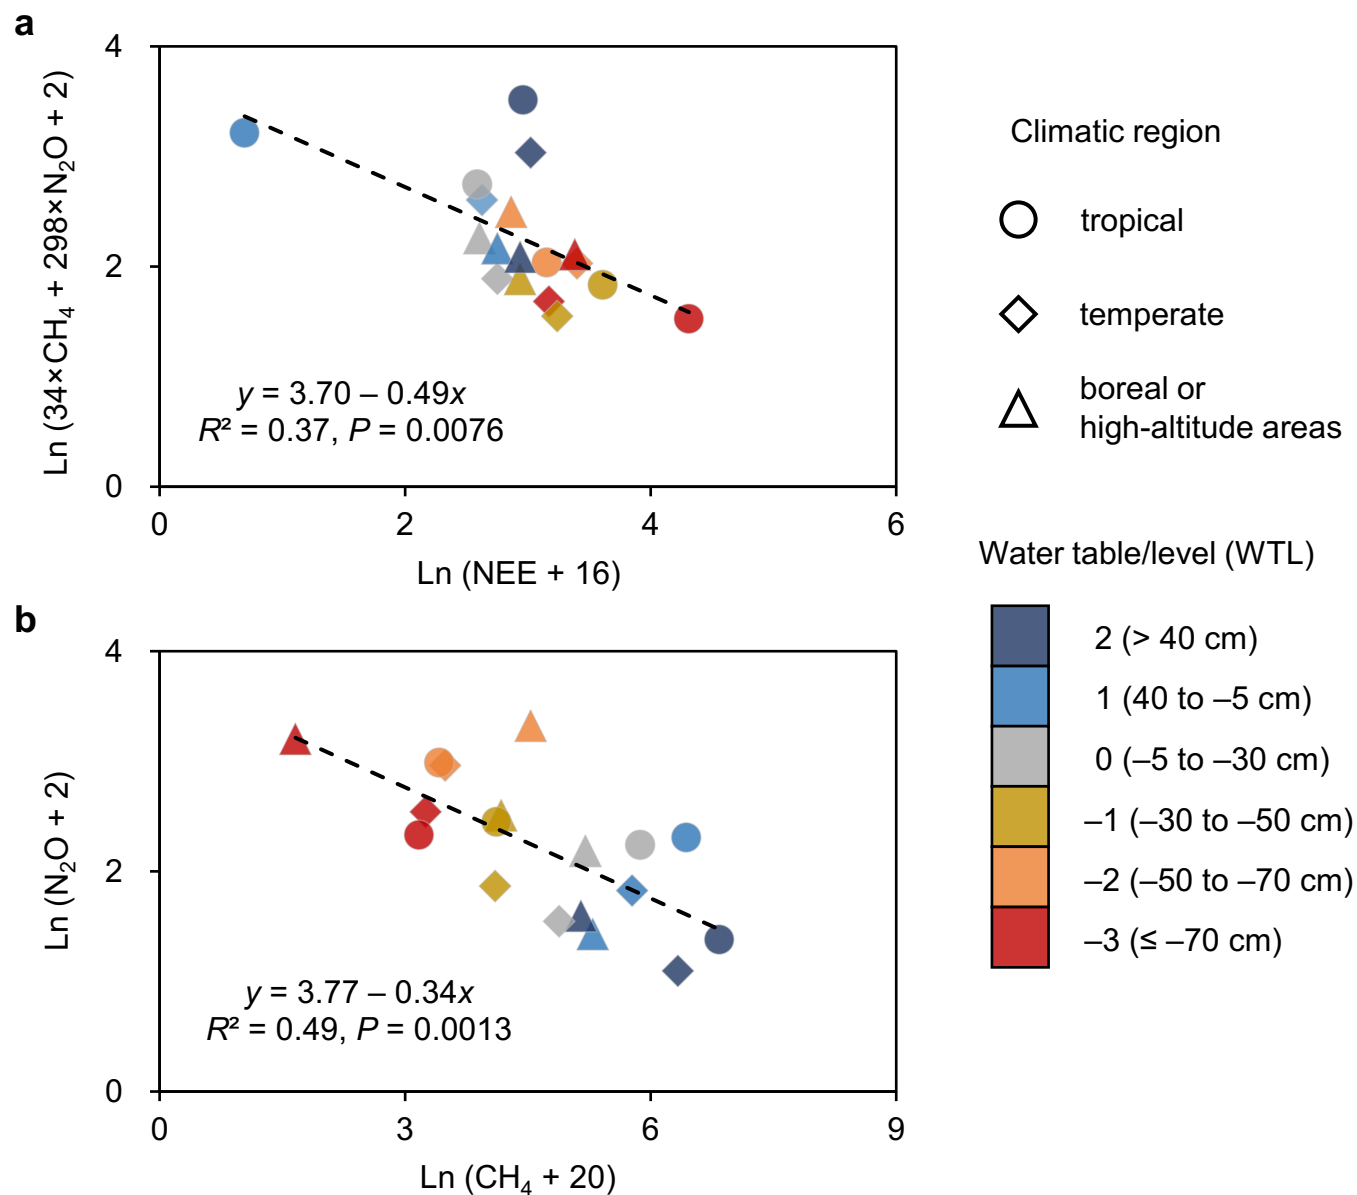 a
4
2
0
Ln (34×CH₄ + 298×N₂O + 2)
y = 3.70 – 0.49x
R² = 0.37, P = 0.0076
0 2 4 6
Ln (NEE + 16)
Climatic region
tropical
temperate
boreal or
high-altitude areas
Water table/level (WTL)
2 (> 40 cm)
1 (40 to –5 cm)
0 (–5 to –30 cm)
–1 (–30 to –50 cm)
–2 (–50 to –70 cm)
–3 (≤ –70 cm)
b
4
2
0
Ln (N₂O + 2)
y = 3.77 – 0.34x
R² = 0.49, P = 0.0013
0 3 6 9
Ln (CH₄ + 20)